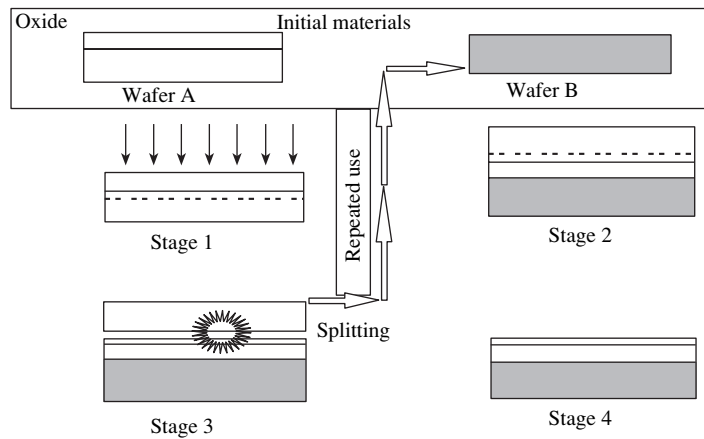 Oxide
Initial materials
Wafer A
Wafer B
Stage 1
Repeated use
Stage 2
Splitting
Stage 3
Stage 4